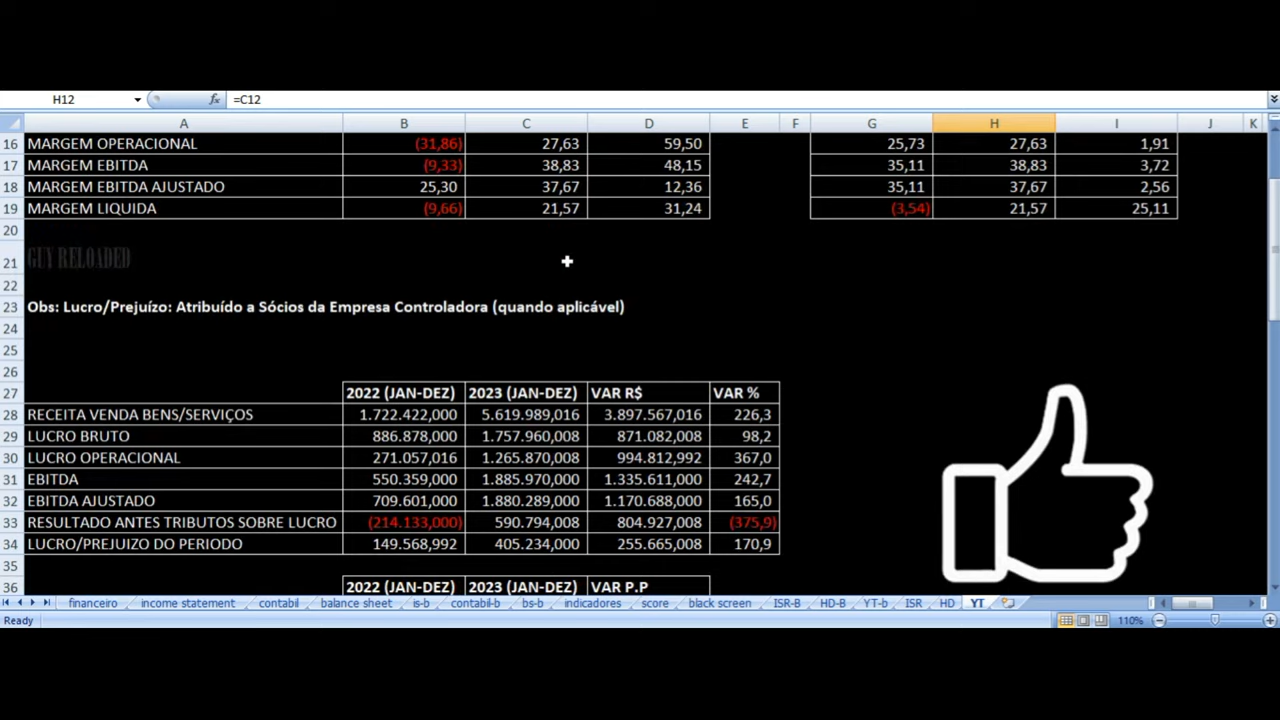 H12 fx =C12
A B C D E F G H I J K
16 MARGEM OPERACIONAL (31,86) 27,63 59,50 25,73 27,63 1,91
17 MARGEM EBITDA (9,33) 38,83 48,15 35,11 38,83 3,72
18 MARGEM EBITDA AJUSTADO 25,30 37,67 12,36 35,11 37,67 2,56
19 MARGEM LIQUIDA (9,66) 21,57 31,24 (3,54) 21,57 25,11
20
21 GUY RELOADED
22
23 Obs: Lucro/Prejuízo: Atribuído a Sócios da Empresa Controladora (quando aplicável)
24
25
26
27 2022 (JAN-DEZ) 2023 (JAN-DEZ) VAR R$ VAR %
28 RECEITA VENDA BENS/SERVIÇOS 1.722.422,000 5.619.989,016 3.897.567,016 226,3
29 LUCRO BRUTO 886.878,000 1.757.960,008 871.082,008 98,2
30 LUCRO OPERACIONAL 271.057,016 1.265.870,008 994.812,992 367,0
31 EBITDA 550.359,000 1.885.970,000 1.335.611,000 242,7
32 EBITDA AJUSTADO 709.601,000 1.880.289,000 1.170.688,000 165,0
33 RESULTADO ANTES TRIBUTOS SOBRE LUCRO (214.133,000) 590.794,008 804.927,008 (375,9)
34 LUCRO/PREJUIZO DO PERIODO 149.568,992 405.234,000 255.665,008 170,9
35
36 2022 (JAN-DEZ) 2023 (JAN-DEZ) VAR P.P
financeiro income statement contabil balance sheet is-b contabil-b bs-b indicadores score black screen ISR-B HD-B YT-b ISR HD YT
Ready 110%